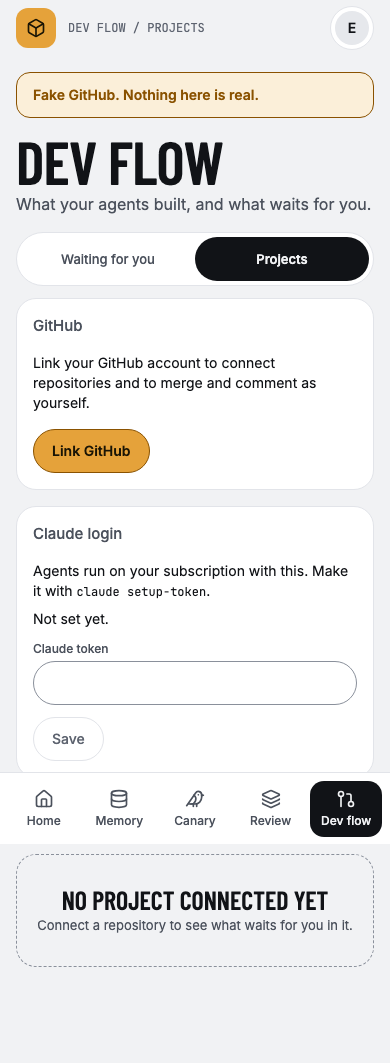 DEV FLOW / PROJECTS
E
Fake GitHub. Nothing here is real.
DEV FLOW
What your agents built, and what waits for you.
Waiting for you
Projects
GitHub
Link your GitHub account to connect
repositories and to merge and comment as
yourself.
Link GitHub
Claude login
Agents run on your subscription with this. Make
it with claude setup-token.
Not set yet.
Claude token
Save
Home
Memory
Canary
Review
Dev flow
NO PROJECT CONNECTED YET
Connect a repository to see what waits for you in it.